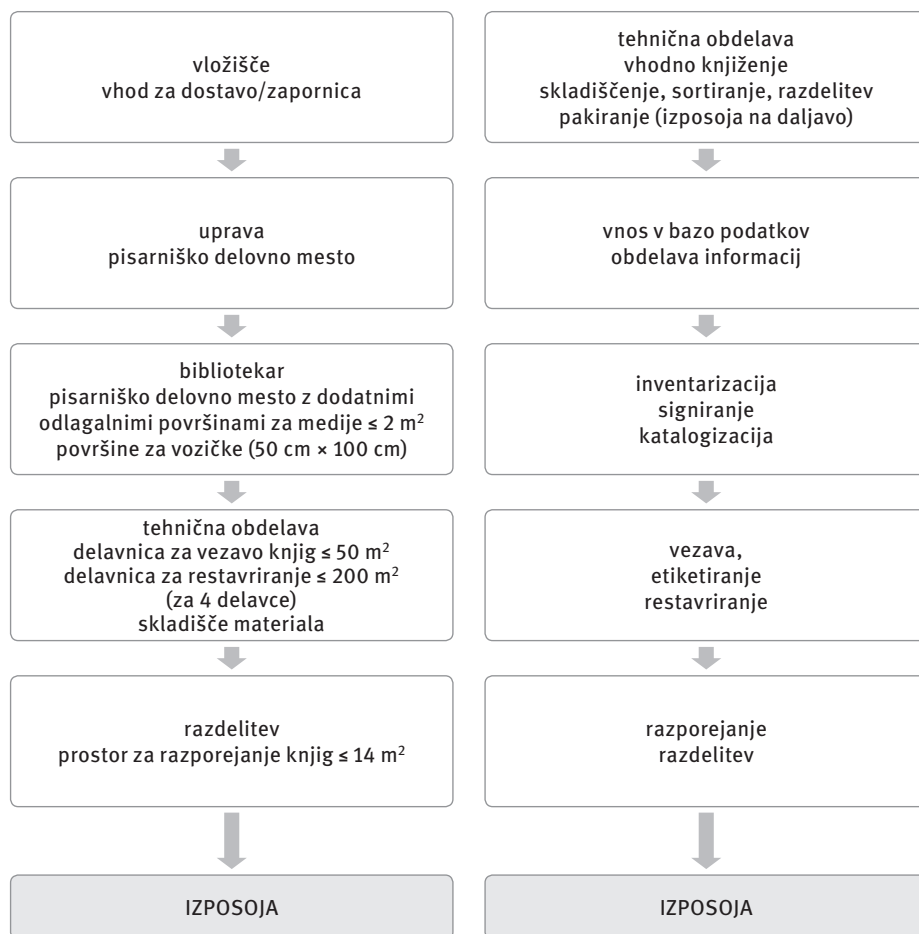 vložišče
vhod za dostavo/zapornica
uprava
pisarniško delovno mesto
bibliotekar
pisarniško delovno mesto z dodatnimi
odlagalnimi površinami za medije ≤ 2 m²
površine za vozičke (50 cm × 100 cm)
tehnična obdelava
delavnica za vezavo knjig ≤ 50 m²
delavnica za restavriranje ≤ 200 m²
(za 4 delavce)
skladišče materiala
razdelitev
prostor za razporejanje knjig ≤ 14 m²
IZPOSOJA
tehnična obdelava
vhodno knjiženje
skladiščenje, sortiranje, razdelitev
pakiranje (izposoja na daljavo)
vnos v bazo podatkov
obdelava informacij
inventarizacija
signiranje
katalogizacija
vezava,
etiketiranje
restavriranje
razporejanje
razdelitev
IZPOSOJA